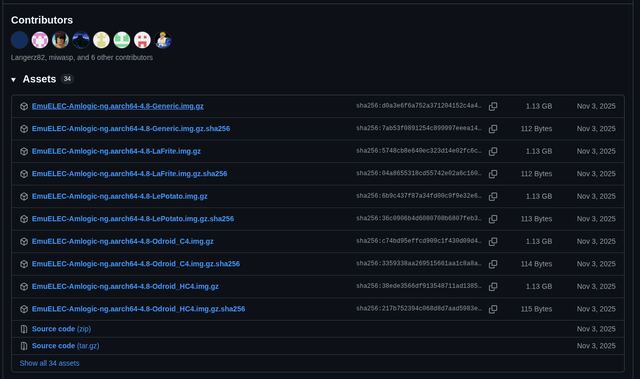 Contributors
Langerz82, miwasp, and 6 other contributors
Assets 34
EmuELEC-Amlogic-ng.aarch64-4.8-Generic.img.gz sha256:d0a3e6f6a752a371204152c4a4… 1.13 GB Nov 3, 2025
EmuELEC-Amlogic-ng.aarch64-4.8-Generic.img.gz.sha256 sha256:7ab53f0891254c899997eeea14… 112 Bytes Nov 3, 2025
EmuELEC-Amlogic-ng.aarch64-4.8-LaFrite.img.gz sha256:5748cb8e640ec323d14e02fc6c… 1.13 GB Nov 3, 2025
EmuELEC-Amlogic-ng.aarch64-4.8-LaFrite.img.gz.sha256 sha256:04a8655318cd55742e02a6c160… 112 Bytes Nov 3, 2025
EmuELEC-Amlogic-ng.aarch64-4.8-LePotato.img.gz sha256:6b9c437f87a34fd00c9f9e32e6… 1.13 GB Nov 3, 2025
EmuELEC-Amlogic-ng.aarch64-4.8-LePotato.img.gz.sha256 sha256:36c0906b4d6080708b6807feb3… 113 Bytes Nov 3, 2025
EmuELEC-Amlogic-ng.aarch64-4.8-Odroid_C4.img.gz sha256:c74bd95effcd909c1f430d09d4… 1.13 GB Nov 3, 2025
EmuELEC-Amlogic-ng.aarch64-4.8-Odroid_C4.img.gz.sha256 sha256:3359338aa269515661aa1c8a8a… 114 Bytes Nov 3, 2025
EmuELEC-Amlogic-ng.aarch64-4.8-Odroid_HC4.img.gz sha256:38ede3566df913548711ad1385… 1.13 GB Nov 3, 2025
EmuELEC-Amlogic-ng.aarch64-4.8-Odroid_HC4.img.gz.sha256 sha256:217b752394c068d8d7aad5983e… 115 Bytes Nov 3, 2025
Source code (zip) Nov 3, 2025
Source code (tar.gz) Nov 3, 2025
Show all 34 assets